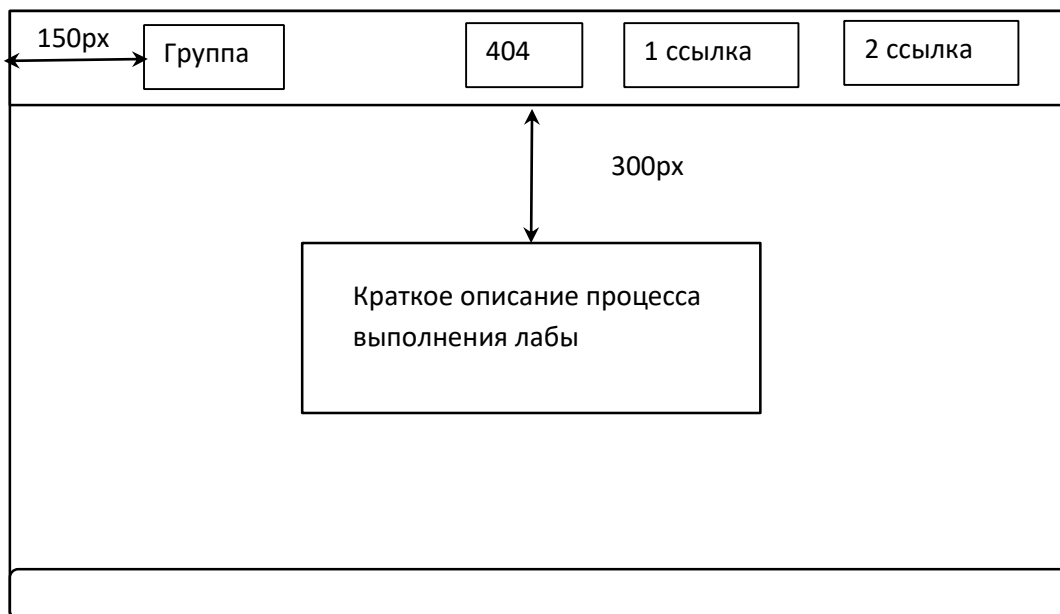 150px
Группа
404
1 ссылка
2 ссылка
300px
Краткое описание процесса
выполнения лабы